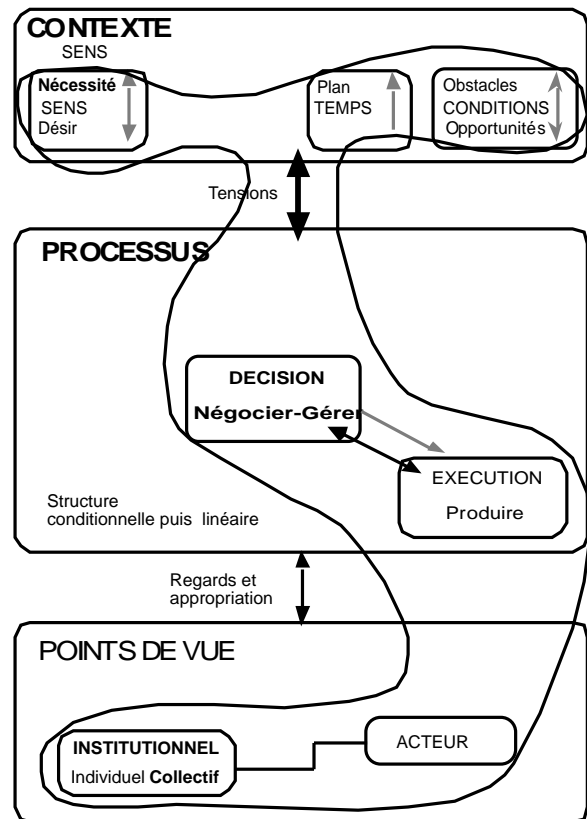 CONTEXTE
SENS
Nécessité
SENS
Désir
Plan
TEMPS
Obstacles
CONDITIONS
Opportunités
Tensions
PROCESSUS
DECISION
Négocier-Gérer
EXECUTION
Produire
Structure
conditionnelle puis linéaire
Regards et
appropriation
POINTS DE VUE
INSTITUTIONNEL
Individuel Collectif
ACTEUR